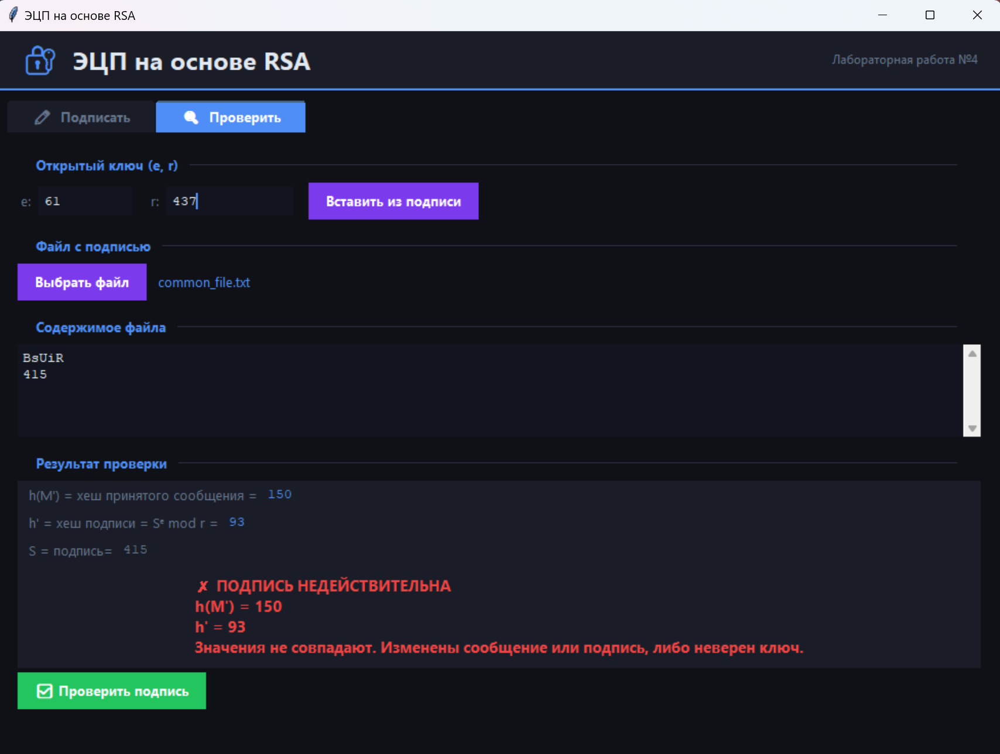 ЭЦП на основе RSA
ЭЦП на основе RSA
Лабораторная работа №4
Подписать
Проверить
Открытый ключ (e, r)
e: 61 r: 437 Вставить из подписи
Файл с подписью
Выбрать файл common_file.txt
Содержимое файла
BsUiR
415
Результат проверки
h(M') = хеш принятого сообщения = 150
h' = хеш подписи = Sᵉ mod r = 93
S = подпись= 415
✗ ПОДПИСЬ НЕДЕЙСТВИТЕЛЬНА
h(M') = 150
h' = 93
Значения не совпадают. Изменены сообщение или подпись, либо неверен ключ.
Проверить подпись